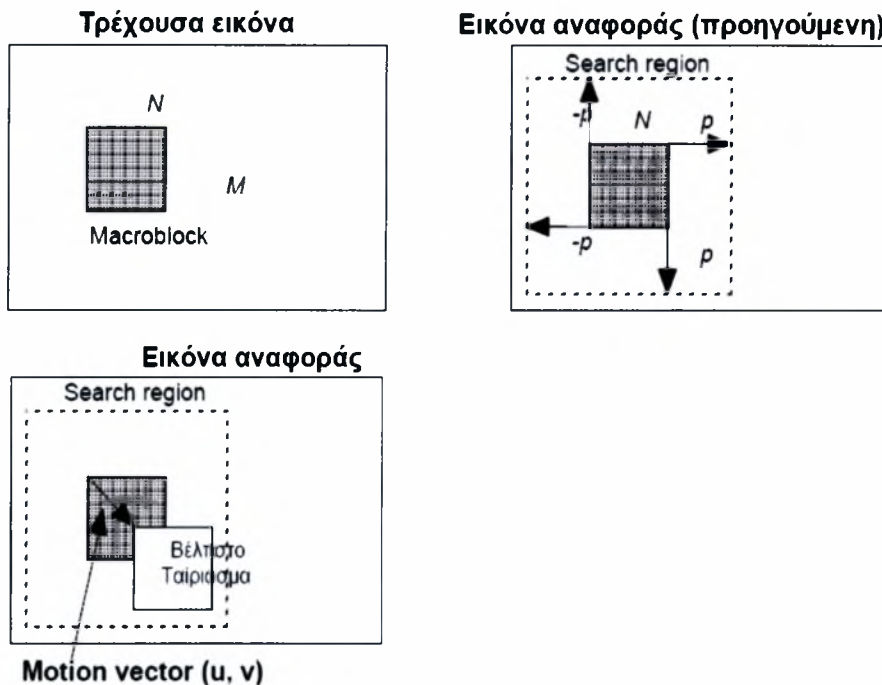 Τρέχουσα εικόνα
N
M
Macroblock
Εικόνα αναφοράς (προηγούμενη)
Search region
-p
N
p
-p
p
Εικόνα αναφοράς
Search region
Βέλτιστο
Ταίριασμα
Motion vector (u, v)